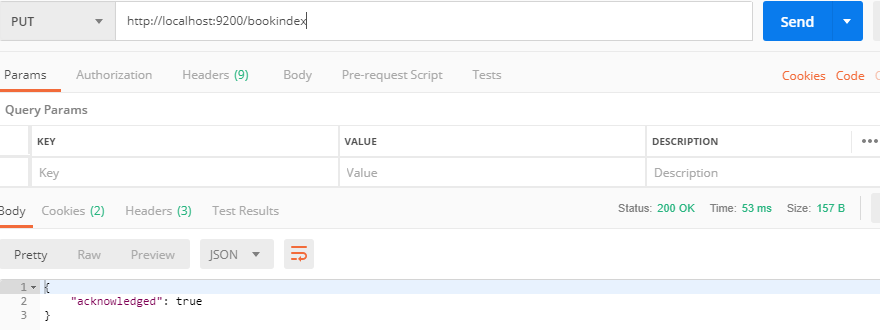 PUT http://localhost:9200/bookindex Send
Params Authorization Headers (9) Body Pre-request Script Tests Cookies Code
Query Params
KEY VALUE DESCRIPTION
Key Value Description
Body Cookies (2) Headers (3) Test Results Status: 200 OK Time: 53 ms Size: 157 B
Pretty Raw Preview JSON
1 {
2 "acknowledged": true
3 }